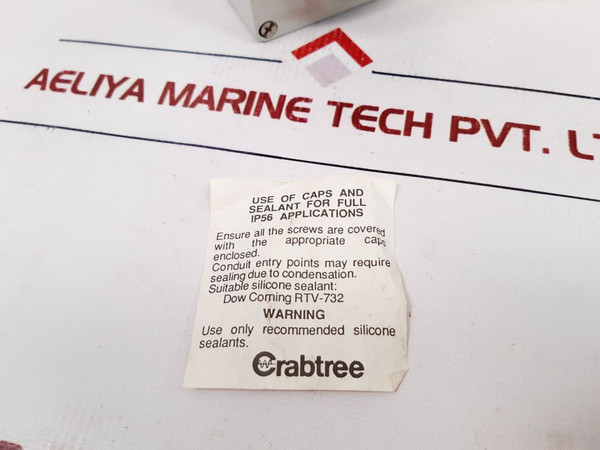 AELIYA MARINE TECH PVT. LT
USE OF CAPS AND
SEALANT FOR FULL
IP56 APPLICATIONS
Ensure all the screws are covered
with the appropriate caps
enclosed.
Conduit entry points may require
sealing due to condensation.
Suitable silicone sealant:
Dow Corning RTV-732
WARNING
Use only recommended silicone
sealants.
Crabtree